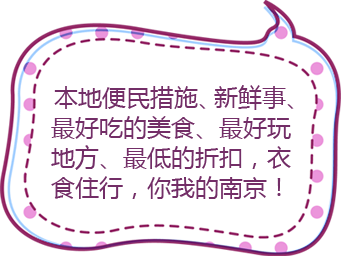 本地便民措施、新鲜事、
最好吃的美食、最好玩
地方、最低的折扣，衣
食住行，你我的南京！